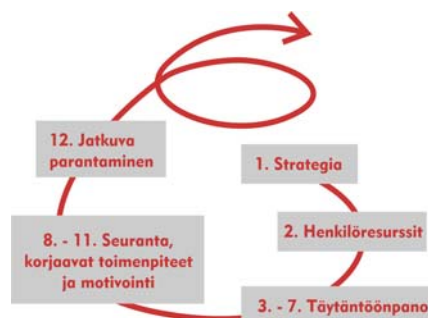 1. Strategia
2. Henkilöresurssit
3. - 7. Täytäntöönpano
8. - 11. Seuranta,
korjaavat toimenpiteet
ja motivointi
12. Jatkuva
parantaminen